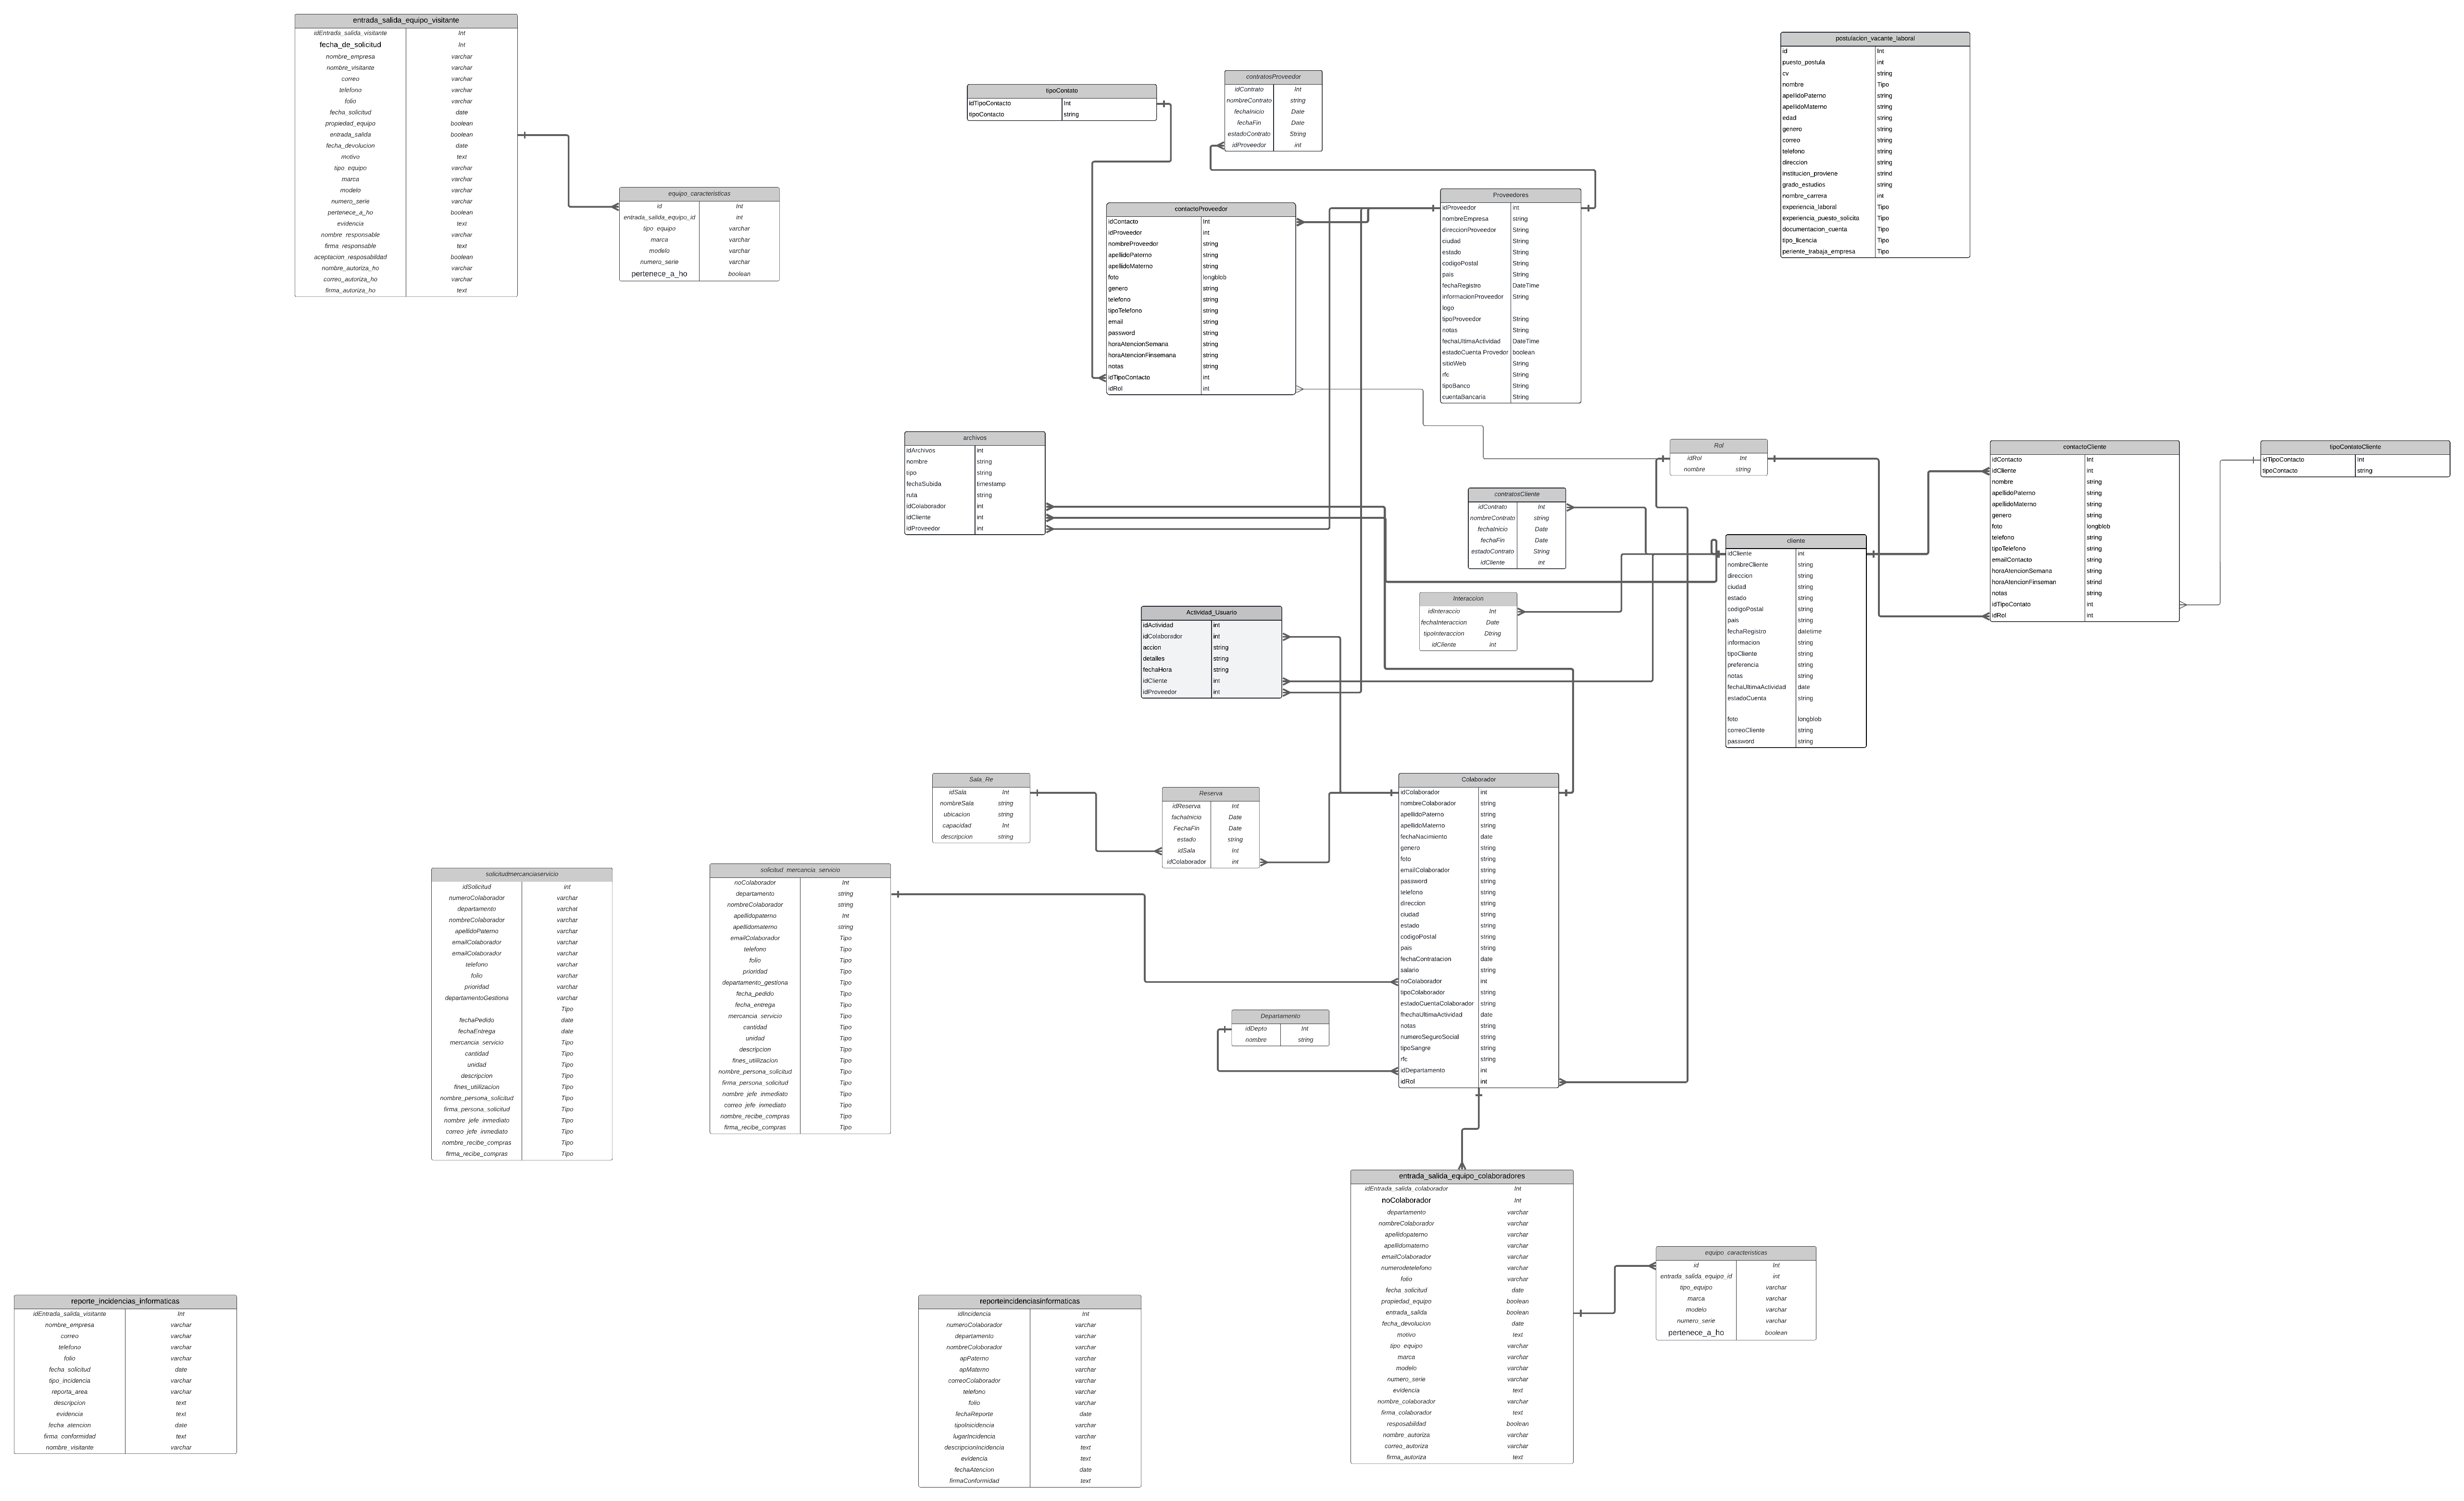 entrada_salida_equipo_visitante
idEntrada_salida_visitante Int
fecha_de_solicitud Int
nombre_empresa varchar
nombre_visitante varchar
correo varchar
telefono varchar
folio varchar
fecha_solicitud date
propiedad_equipo boolean
entrada_salida boolean
fecha_devolucion date
motivo text
tipo_equipo varchar
marca varchar
modelo varchar
numero_serie varchar
pertenece_a_ho boolean
evidencia text
nombre_responsable varchar
firma_responsable text
aceptacion_resposabildad boolean
nombre_autoriza_ho varchar
correo_autoriza_ho varchar
firma_autoriza_ho text
equipo_caracteristicas
id Int
entrada_salida_equipo_id int
tipo_equipo varchar
marca varchar
modelo varchar
numero_serie varchar
pertenece_a_ho boolean
tipoContato
idTipoContacto Int
tipoContacto string
contratosProveedor
idContrato Int
nombreContrato string
fechaInicio Date
fechaFin Date
estadoContrato String
idProveedor int
postulacion_vacante_laboral
id Int
puesto_postula int
cv string
nombre Tipo
apellidoPaterno string
apellidoMaterno string
edad string
genero string
correo string
telefono string
direccion string
institucion_proviene strind
grado_estudios string
nombre_carrera int
experiencia_laboral Tipo
experiencia_puesto_solicita Tipo
documentacion_cuenta Tipo
tipo_licencia Tipo
periente_trabaja_empresa Tipo
contactoProveedor
idContacto Int
idProveedor int
nombreProveedor string
apellidoPaterno string
apellidoMaterno string
foto longblob
genero string
telefono string
tipoTelefono string
email string
password string
horaAtencionSemana string
horaAtencionFinsemana string
notas string
idTipoContacto int
idRol int
Proveedores
idProveedor int
nombreEmpresa string
direccionProveedor String
ciudad String
estado String
codigoPostal String
pais String
fechaRegistro DateTime
informacionProveedor String
logo
tipoProveedor String
notas String
fechaUltimaActividad DateTime
estadoCuenta Provedor boolean
sitioWeb String
rfc String
tipoBanco String
cuentaBancaria String
archivos
idArchivos int
nombre string
tipo string
fechaSubida timestamp
ruta string
idColaborador int
idCliente int
idProveedor int
Rol
idRol Int
nombre string
contactoCliente
idContacto Int
idCliente int
nombre string
apellidoPaterno string
apellidoMaterno string
genero string
foto longblob
telefono string
tipoTelefono string
emailContacto string
horaAtencionSemana string
horaAtencionFinseman strind
notas string
idTipoContato int
idRol int
tipoContatoCliente
idTipoContacto Int
tipoContacto string
contratosCliente
idContrato Int
nombreContrato string
fechaInicio Date
fechaFin Date
estadoContrato String
idCliente Int
cliente
idCliente int
nombreCliente string
direccion string
ciudad string
estado string
codigoPostal string
pais string
fechaRegistro datetime
informacion string
tipoCliente string
preferencia string
notas string
fechaUltimaActividad date
estadoCuenta string
foto longblob
correoCliente string
password string
Interaccion
idInteraccio Int
fechaInteraccion Date
tipoInteraccion Dtring
idCliente int
Actividad_Usuario
idActividad int
idColaborador int
accion string
detalles string
fechaHora string
idCliente int
idProveedor int
Sala_Re
idSala Int
nombreSala string
ubicacion string
capacidad Int
descripcion string
Reserva
idReserva Int
fachaInicio Date
FechaFin Date
estado string
idSala Int
idColaborador int
Colaborador
idColaborador int
nombreColaborador string
apellidoPaterno string
apellidoMaterno string
fechaNacimiento date
genero string
foto string
emailColaborador string
password string
telefono string
direccion string
ciudad string
estado string
codigoPostal string
pais string
fechaContratacion date
salario string
noColaborador int
tipoColaborador string
estadoCuentaColaborador string
fhechaUltimaActividad date
notas string
numeroSeguroSocial string
tipoSangre string
rfc string
idDepartamento int
idRol int
solicitudmercanciaservicio
idSolicitud int
numeroColaborador varchar
departamento varchat
nombreColaborador varchar
apellidoPaterno varchar
emailColaborador varchar
emailColaborador varchar
telefono varchar
folio varchar
prioridad varchar
departamentoGestiona varchar
Tipo
fechaPedido date
fechaEntrega date
mercancia_servicio Tipo
cantidad Tipo
unidad Tipo
descripcion Tipo
fines_utilizacion Tipo
nombre_persona_solicitud Tipo
firma_persona_solicitud Tipo
nombre_jefe_inmediato Tipo
correo_jefe_inmediato Tipo
nombre_recibe_compras Tipo
firma_recibe_compras Tipo
solicitud_mercancia_servicio
noColaborador Int
departamento string
nombreColaborador string
apellidopaterno Int
apellidomaterno string
emailColaborador Tipo
telefono Tipo
folio Tipo
prioridad Tipo
departamento_gestiona Tipo
fecha_pedido Tipo
fecha_entrega Tipo
mercancia_servicio Tipo
cantidad Tipo
unidad Tipo
descripcion Tipo
fines_utilizacion Tipo
nombre_persona_solicitud Tipo
firma_persona_solicitud Tipo
nombre_jefe_inmediato Tipo
correo_jefe_inmediato Tipo
nombre_recibe_compras Tipo
firma_recibe_compras Tipo
Departamento
idDepto Int
nombre string
entrada_salida_equipo_colaboradores
idEntrada_salida_colaborador Int
noColaborador Int
departamento varchar
nombreColaborador varchar
apellidopaterno varchar
apellidomaterno varchar
emailColaborador varchar
numerodetelefono varchar
folio varchar
fecha_solicitud date
propiedad_equipo boolean
entrada_salida boolean
fecha_devolucion date
motivo text
tipo_equipo varchar
marca varchar
modelo varchar
numero_serie varchar
evidencia text
nombre_colaborador varchar
firma_colaborador text
resposabildad boolean
nombre_autoriza varchar
correo_autoriza varchar
firma_autoriza text
equipo_caracteristicas
id Int
entrada_salida_equipo_id int
tipo_equipo varchar
marca varchar
modelo varchar
numero_serie varchar
pertenece_a_ho boolean
reporte_incidencias_informaticas
idEntrada_salida_visitante Int
nombre_empresa varchar
correo varchar
telefono varchar
folio varchar
fecha_solicitud date
tipo_incidencia varchar
reporta_area varchar
descripcion text
evidencia text
fecha_atencion date
firma_conformidad text
nombre_visitante varchar
reporteincidenciasinformaticas
idIncidencia Int
numeroColaborador varchar
departamento varchar
nombreColoborador varchar
apPaterno varchar
apMaterno varchar
correoColaborador varchar
telefono varchar
folio varchar
fechaReporte date
tipoInicidencia varchar
lugarIncidencia varchar
descripcionIncidencia text
evidencia text
fechaAtencion date
firmaConformidad text